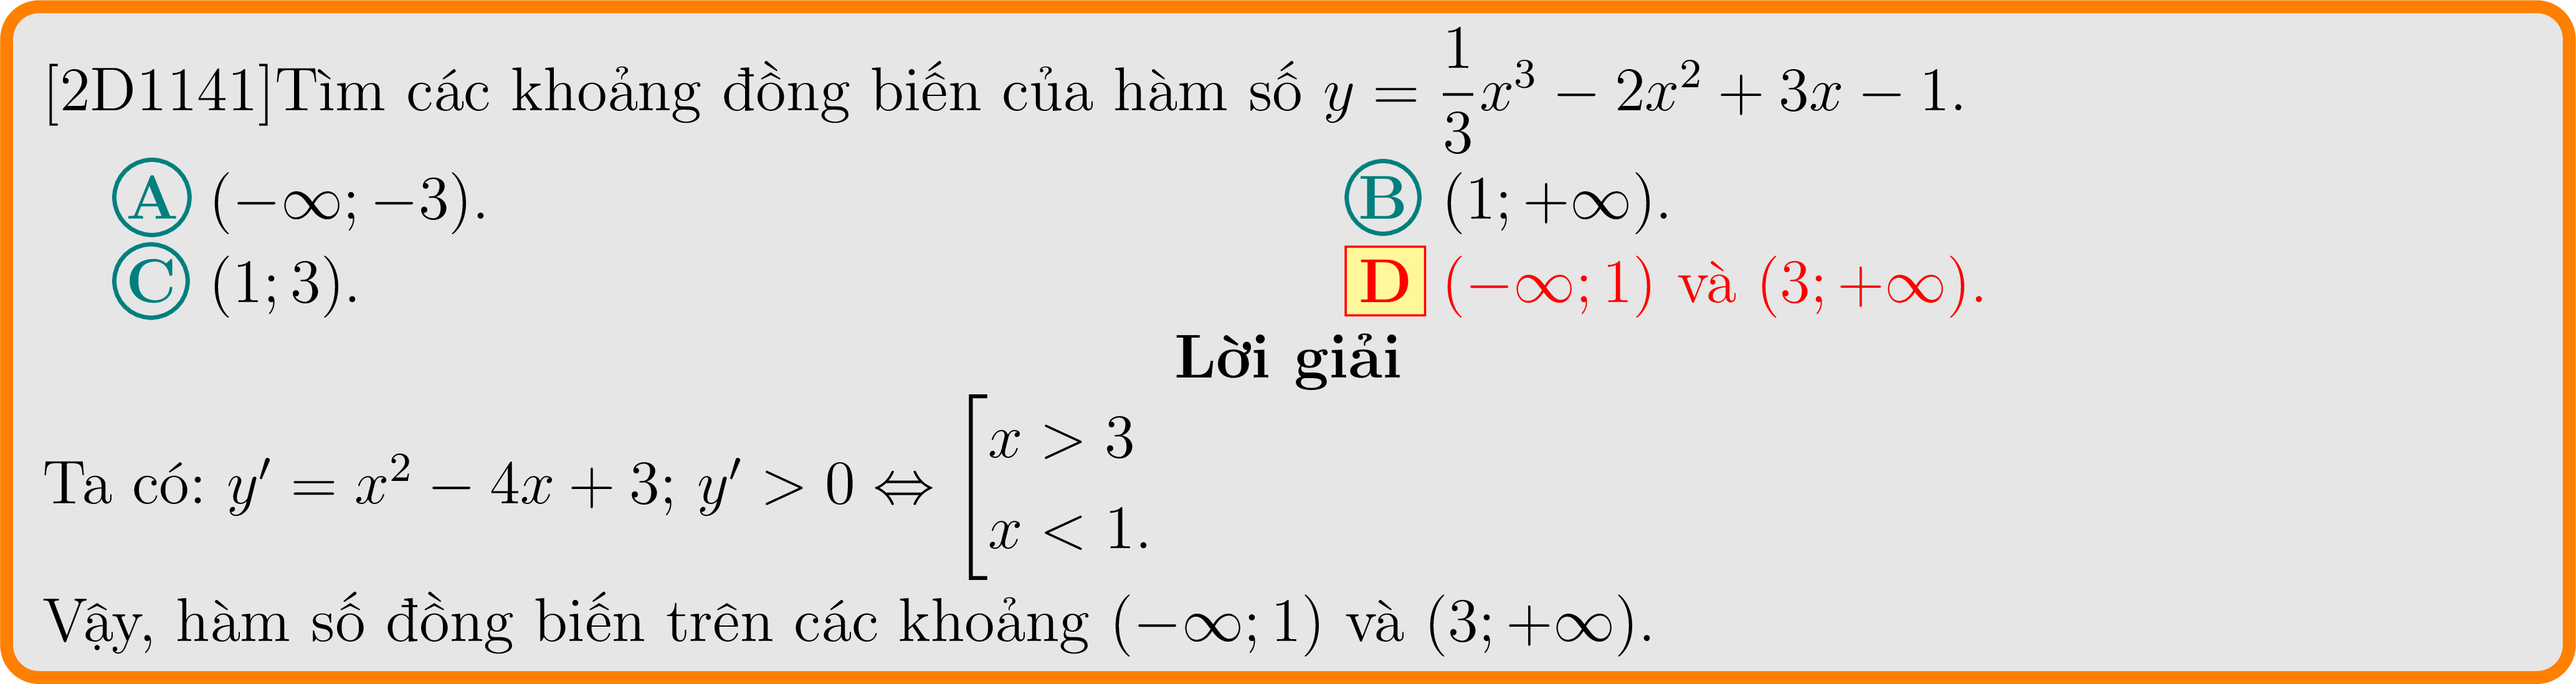 [2D1141]Tìm các khoảng đồng biến của hàm số $y = \dfrac{1}{3}x^3 - 2x^2 + 3x - 1$.
A $(-\infty; -3)$. B $(1; +\infty)$.
C $(1; 3)$. D $(-\infty; 1)$ và $(3; +\infty)$.
Lời giải
Ta có: $y' = x^2 - 4x + 3$; $y' > 0 \Leftrightarrow \left[\begin{array}{l} x > 3 \\ x < 1. \end{array}\right.$
Vậy, hàm số đồng biến trên các khoảng $(-\infty; 1)$ và $(3; +\infty)$.